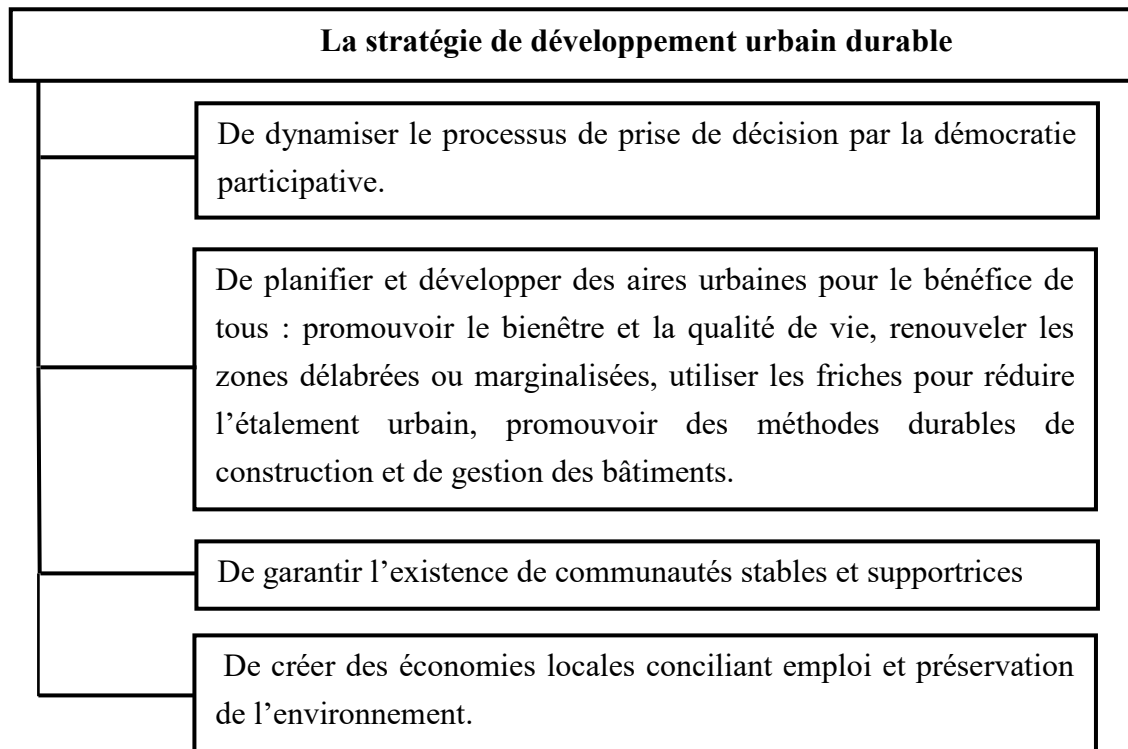 La stratégie de développement urbain durable
De dynamiser le processus de prise de décision par la démocratie
participative.
De planifier et développer des aires urbaines pour le bénéfice de
tous : promouvoir le bienêtre et la qualité de vie, renouveler les
zones délabrées ou marginalisées, utiliser les friches pour réduire
l’étalement urbain, promouvoir des méthodes durables de
construction et de gestion des bâtiments.
De garantir l’existence de communautés stables et supportrices
De créer des économies locales conciliant emploi et préservation
de l’environnement.